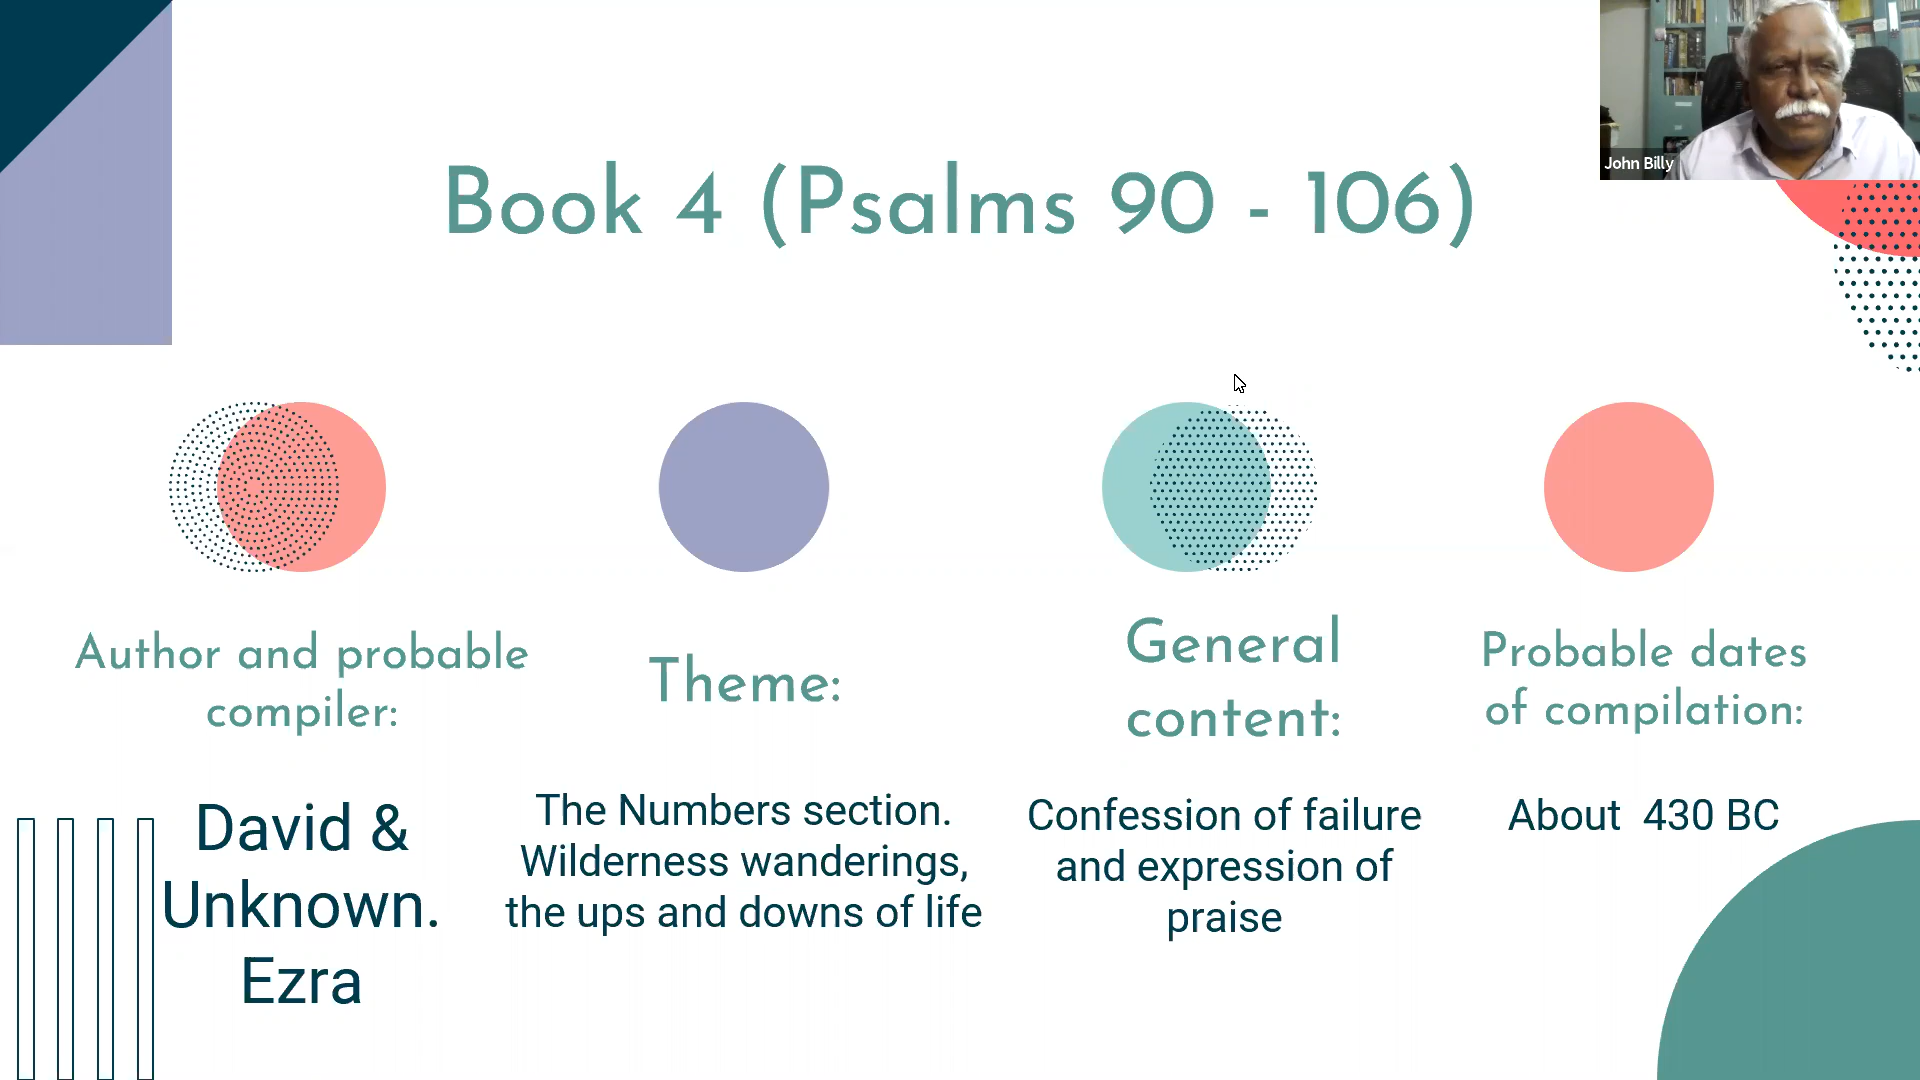 John Billy
Book 4 (Psalms 90 - 106)
Author and probable
compiler:
David &
Unknown.
Ezra
Theme:
The Numbers section.
Wilderness wanderings,
the ups and downs of life
General
content:
Confession of failure
and expression of
praise
Probable dates
of compilation:
About  430 BC